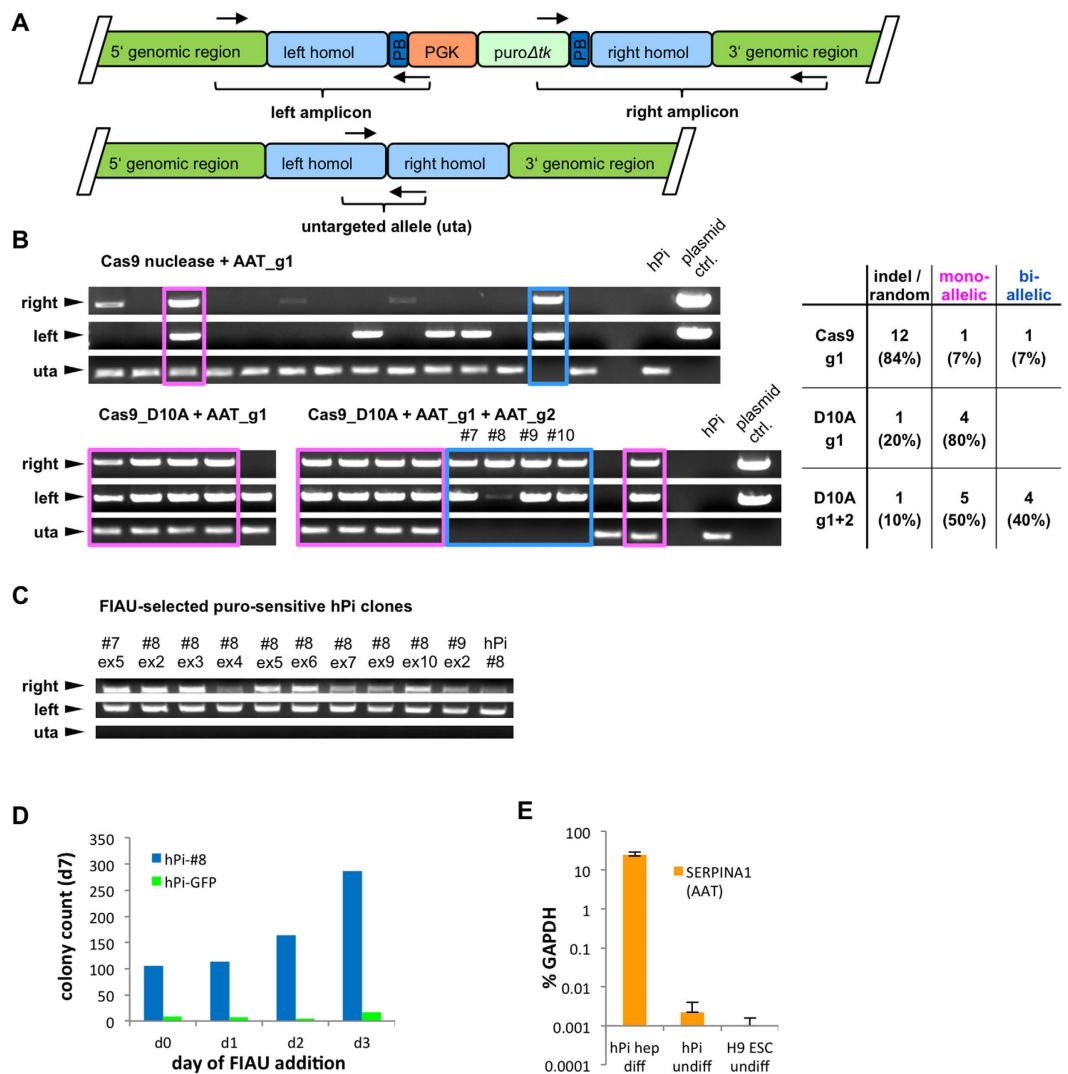 A
5‘ genomic region
left homol
PB
PGK
puroΔtk
PB
right homol
3‘ genomic region
left amplicon
right amplicon
5‘ genomic region
left homol
right homol
3‘ genomic region
untargeted allele (uta)
B
Cas9 nuclease + AAT_g1
hPi
plasmid
ctrl.
right
left
uta
Cas9_D10A + AAT_g1
Cas9_D10A + AAT_g1 + AAT_g2
#7 #8 #9 #10
hPi
plasmid
ctrl.
right
left
uta
indel / mono- bi-
random allelic allelic
Cas9 12 1 1
g1 (84%) (7%) (7%)
D10A 1 4
g1 (20%) (80%)
D10A 1 5 4
g1+2 (10%) (50%) (40%)
C
FIAU-selected puro-sensitive hPi clones
#7 #8 #8 #8 #8 #8 #8 #8 #8 #9 hPi
ex5 ex2 ex3 ex4 ex5 ex6 ex7 ex9 ex10 ex2 #8
right
left
uta
D
colony count (d7)
350
300
250
200
150
100
50
0
hPi-#8
hPi-GFP
d0 d1 d2 d3
day of FIAU addition
E
% GAPDH
100
10
1
0.01
0.001
0.0001
SERPINA1
(AAT)
hPi hep hPi H9 ESC
diff undiff undiff